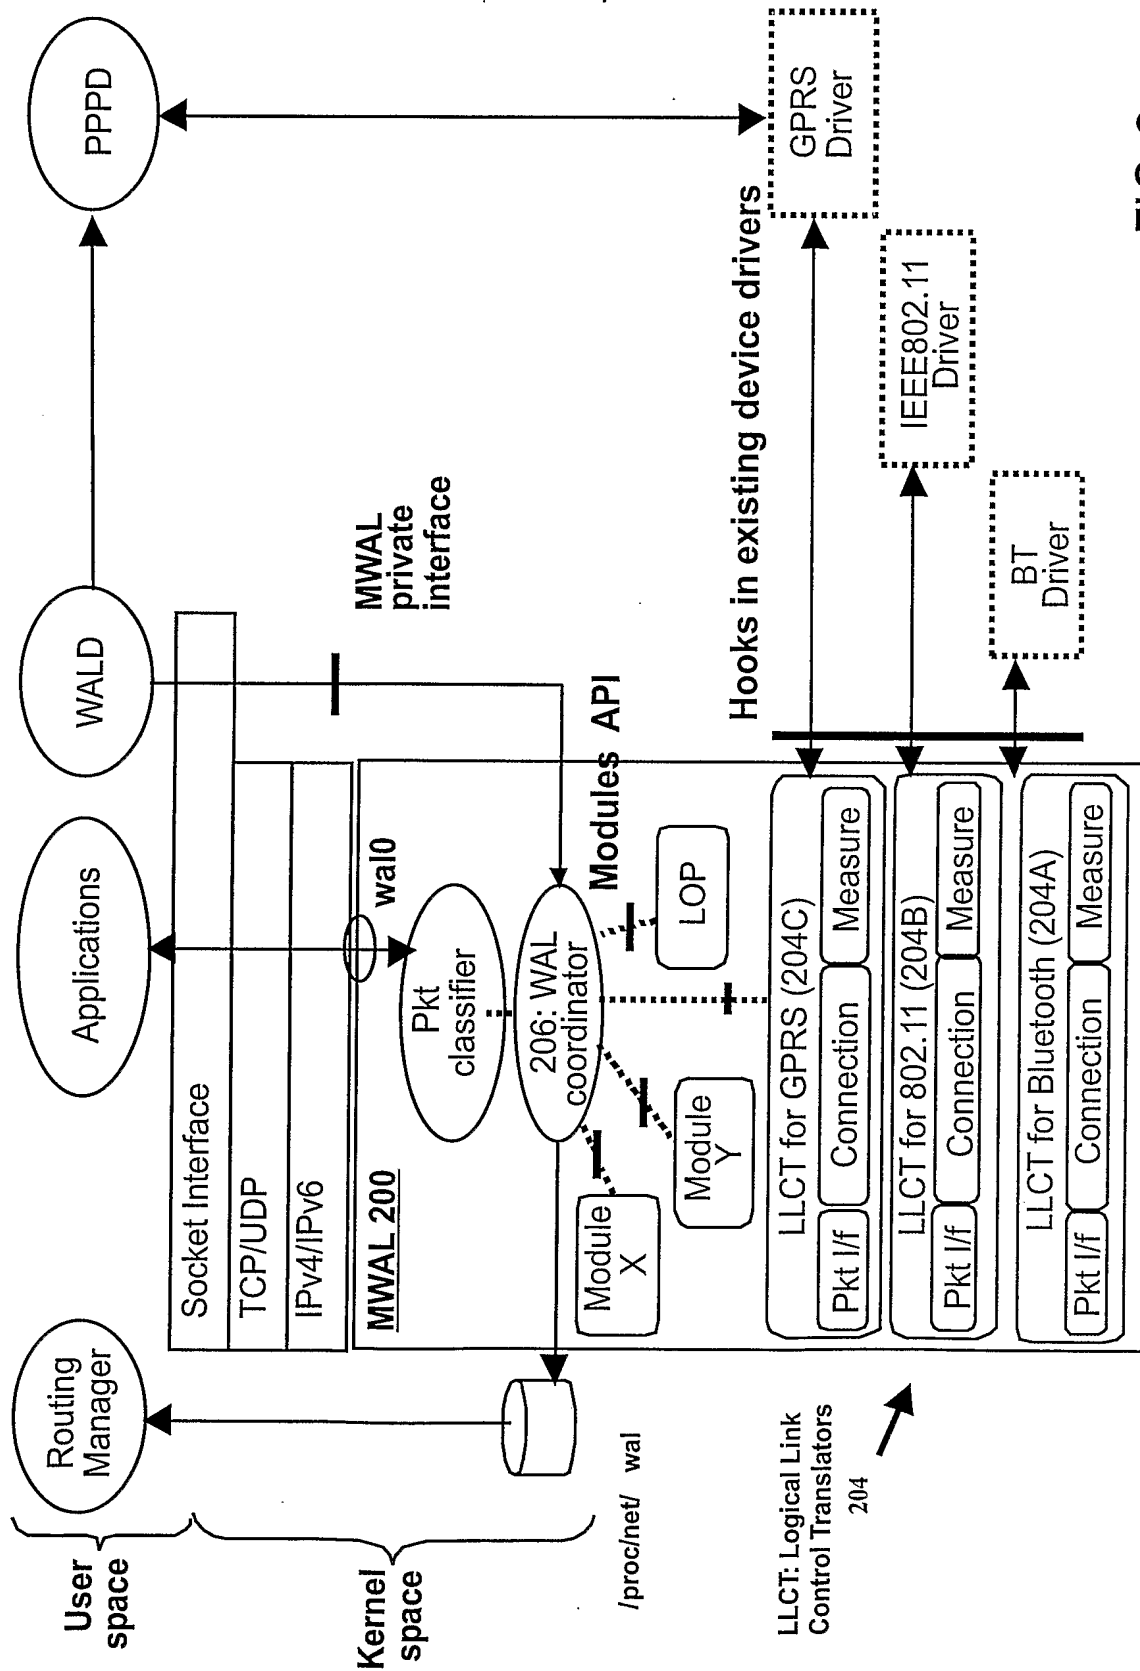 User
space
Kernel
space
Routing
Manager
Applications
WALD
PPPD
Socket Interface
TCP/UDP
IPv4/IPv6
MWAL 200
wal0
MWAL
private
interface
Pkt
classifier
206: WAL
coordinator
Modules API
Module
X
Module
Y
LOP
/proc/net/ wal
Hooks in existing device drivers
LLCT for GPRS (204C)
Pkt I/f
Connection
Measure
GPRS
Driver
LLCT for 802.11 (204B)
Pkt I/f
Connection
Measure
IEEE802.11
Driver
LLCT for Bluetooth (204A)
Pkt I/f
Connection
Measure
BT
Driver
LLCT: Logical Link
Control Translators
204